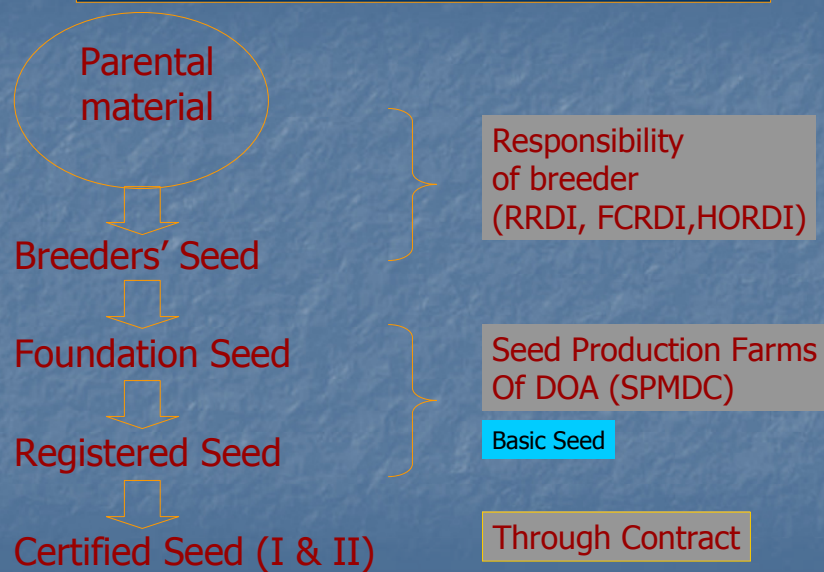 Parental
material
Responsibility
of breeder
(RRDI, FCRDI,HORDI)
Breeders’ Seed
Foundation Seed
Seed Production Farms
Of DOA (SPMDC)
Basic Seed
Registered Seed
Certified Seed (I & II)
Through Contract